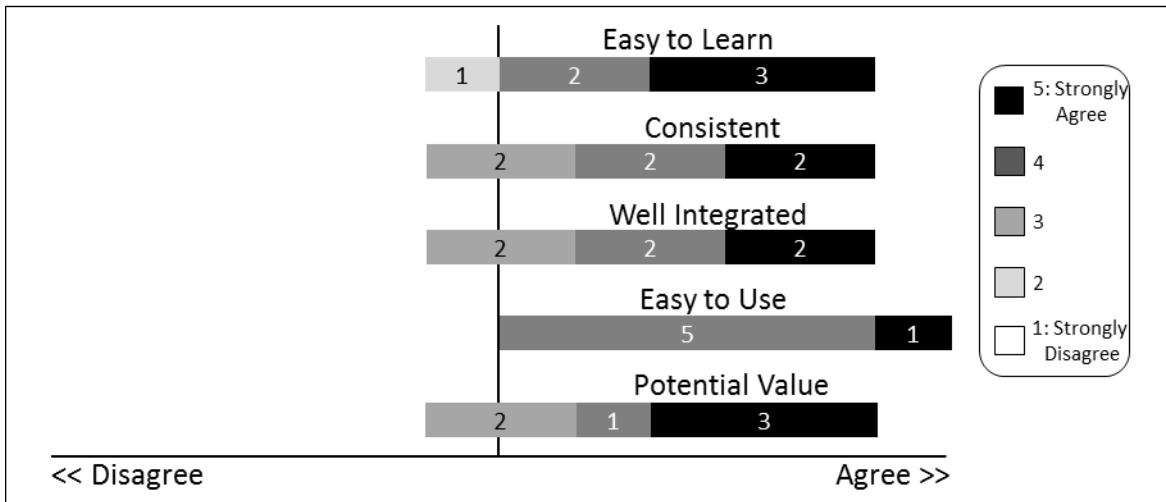 Easy to Learn
1 2 3
Consistent
2 2 2
Well Integrated
2 2 2
Easy to Use
5 1
Potential Value
2 1 3
<< Disagree Agree >>
5: Strongly
Agree
4
3
2
1: Strongly
Disagree